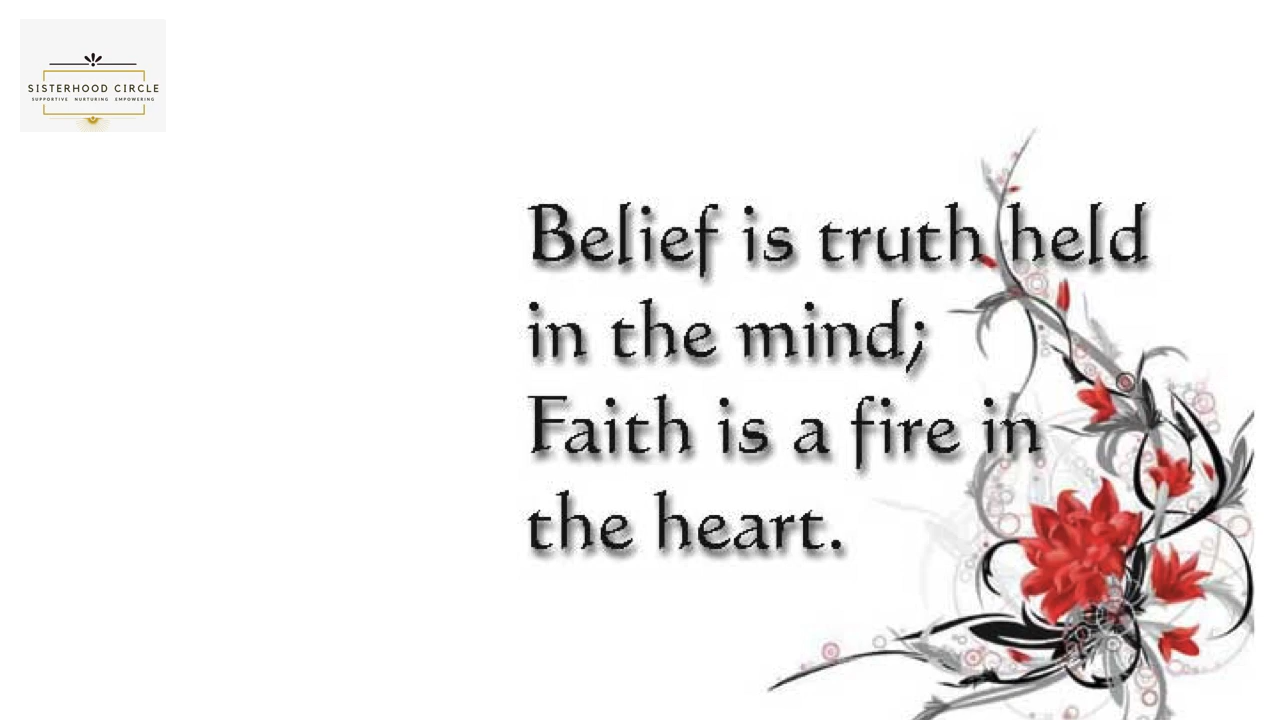 SISTERHOOD CIRCLE
SUPPORTIVE NURTURING EMPOWERING
Belief is truth held
in the mind;
Faith is a fire in
the heart.